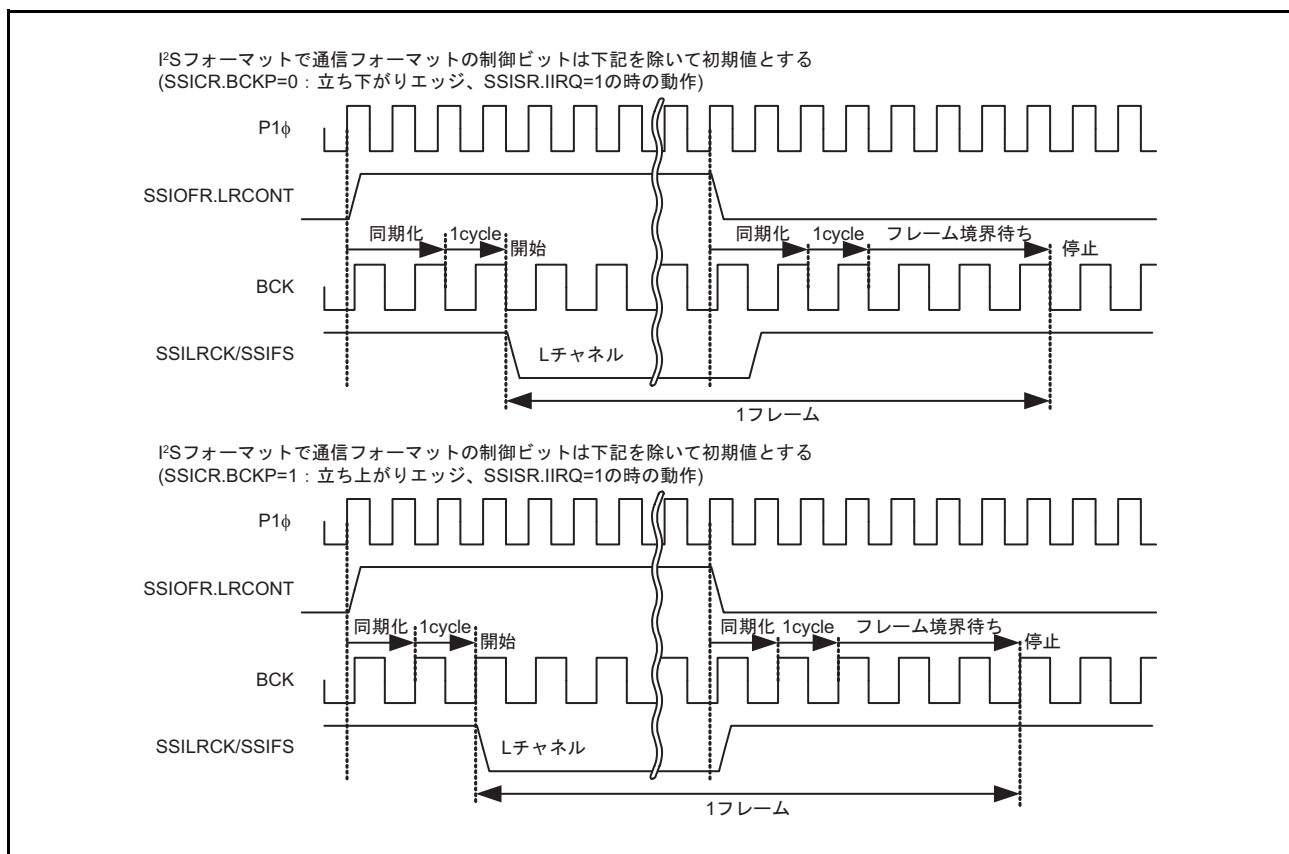 I²Sフォーマットで通信フォーマットの制御ビットは下記を除いて初期値とする
(SSICR.BCKP=0:立ち下がりエッジ、SSISR.IIRQ=1の時の動作)
P1φ
SSIOFR.LRCONT
同期化 1cycle 開始 同期化 1cycle フレーム境界待ち 停止
BCK
SSILRCK/SSIFS Lチャネル
1フレーム
I²Sフォーマットで通信フォーマットの制御ビットは下記を除いて初期値とする
(SSICR.BCKP=1:立ち上がりエッジ、SSISR.IIRQ=1の時の動作)
P1φ
SSIOFR.LRCONT
同期化 1cycle 開始 同期化 1cycle フレーム境界待ち 停止
BCK
SSILRCK/SSIFS Lチャネル
1フレーム